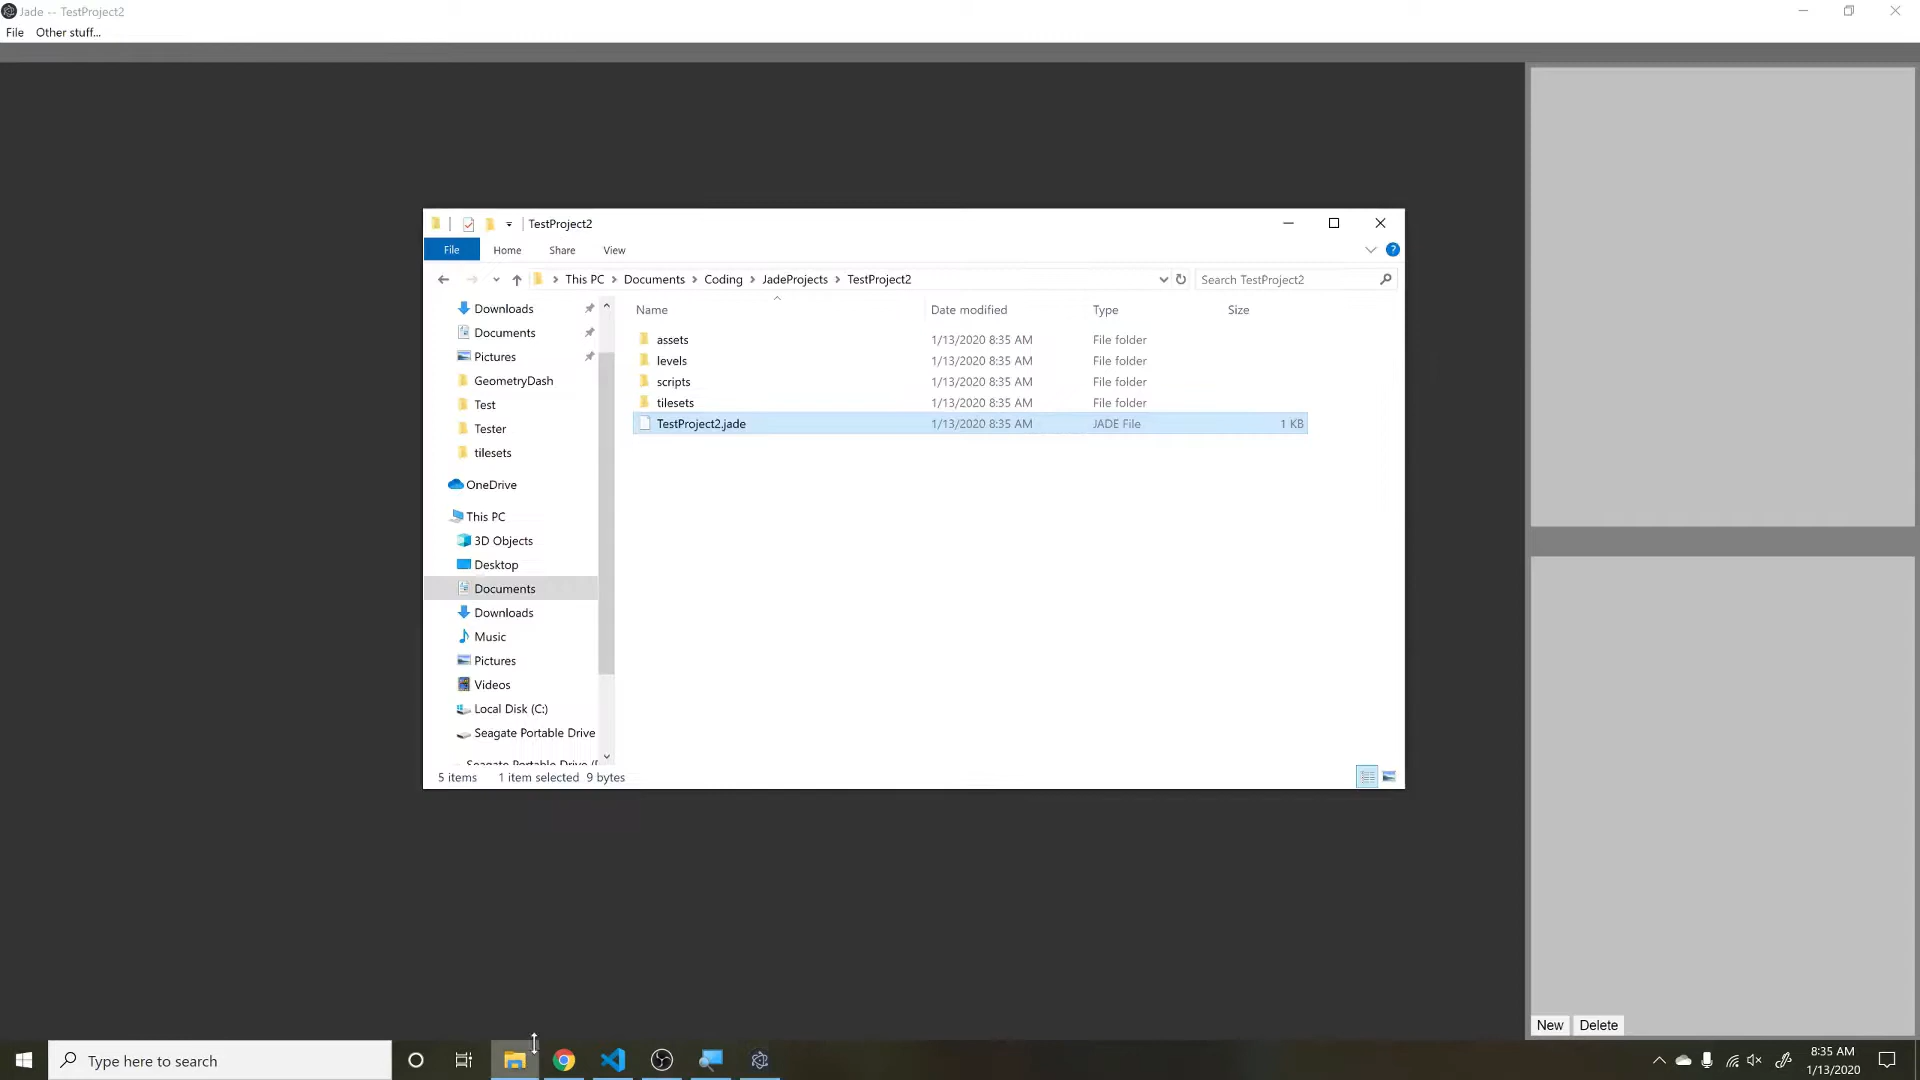 Jade -- TestProject2
File Other stuff...
TestProject2
File Home Share View
This PC Documents Coding JadeProjects TestProject2 Search TestProject2
Name Date modified Type Size
Downloads
Documents
Pictures
GeometryDash
Test
Tester
tilesets
OneDrive
This PC
3D Objects
Desktop
Documents
Downloads
Music
Pictures
Videos
Local Disk (C:)
Seagate Portable Drive
Seagate Portable Drive
assets 1/13/2020 8:35 AM File folder
levels 1/13/2020 8:35 AM File folder
scripts 1/13/2020 8:35 AM File folder
tilesets 1/13/2020 8:35 AM File folder
TestProject2.jade 1/13/2020 8:35 AM JADE File 1 KB
5 items 1 item selected 9 bytes
New Delete
Type here to search
8:35 AM
1/13/2020